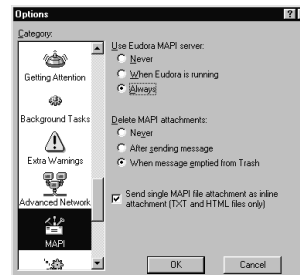 Options
Category:
Getting Attention
Background Tasks
Extra Warnings
Advanced Network
MAPI
Use Eudora MAPI server:
Never
When Eudora is running
Always
Delete MAPI attachments:
Never
After sending message
When message emptied from Trash
Send single MAPI file attachment as inline
attachment (TXT and HTML files only)
OK
Cancel